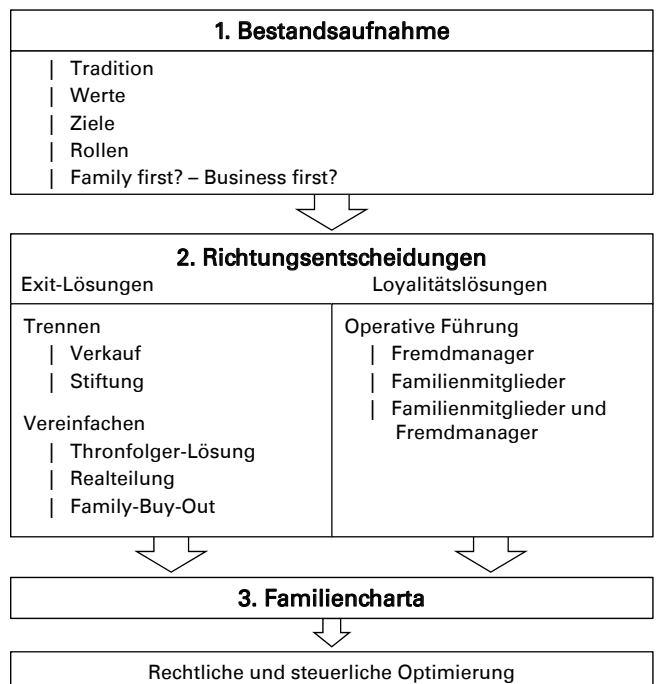 1. Bestandsaufnahme
| Tradition
| Werte
| Ziele
| Rollen
| Family first? – Business first?
2. Richtungsentscheidungen
Exit-Lösungen
Loyalitätslösungen
Trennen
| Verkauf
| Stiftung
Vereinfachen
| Thronfolger-Lösung
| Realteilung
| Family-Buy-Out
Operative Führung
| Fremdmanager
| Familienmitglieder
| Familienmitglieder und
Fremdmanager
3. Familiencharta
Rechtliche und steuerliche Optimierung